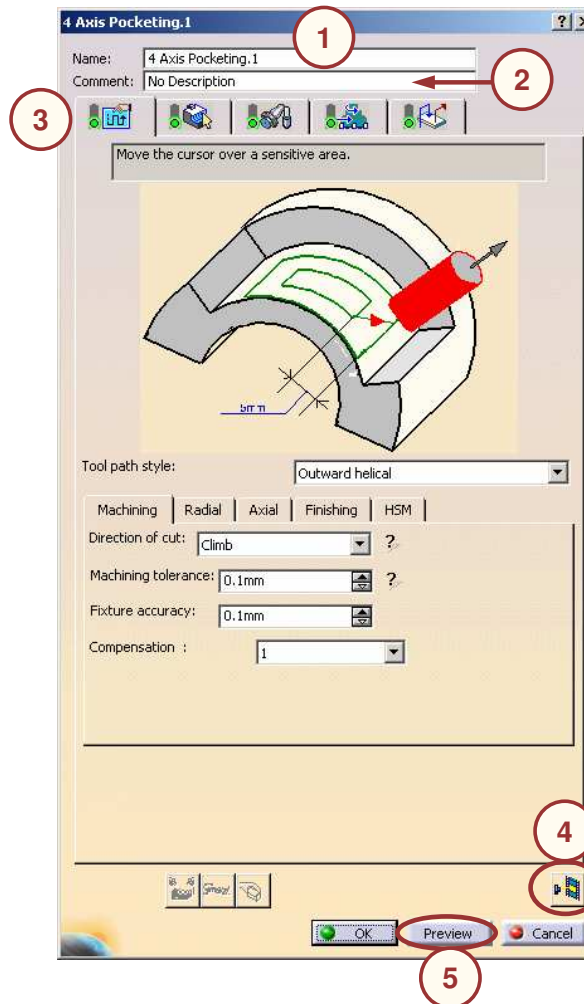 4 Axis Pocketing.1
1
Name: 4 Axis Pocketing.1
Comment: No Description
2
3
Move the cursor over a sensitive area.
5mm
Tool path style: Outward helical
Machining Radial Axial Finishing HSM
Direction of cut: Climb ?
Machining tolerance: 0.1mm ?
Fixture accuracy: 0.1mm
Compensation : 1
4
OK Preview Cancel
5